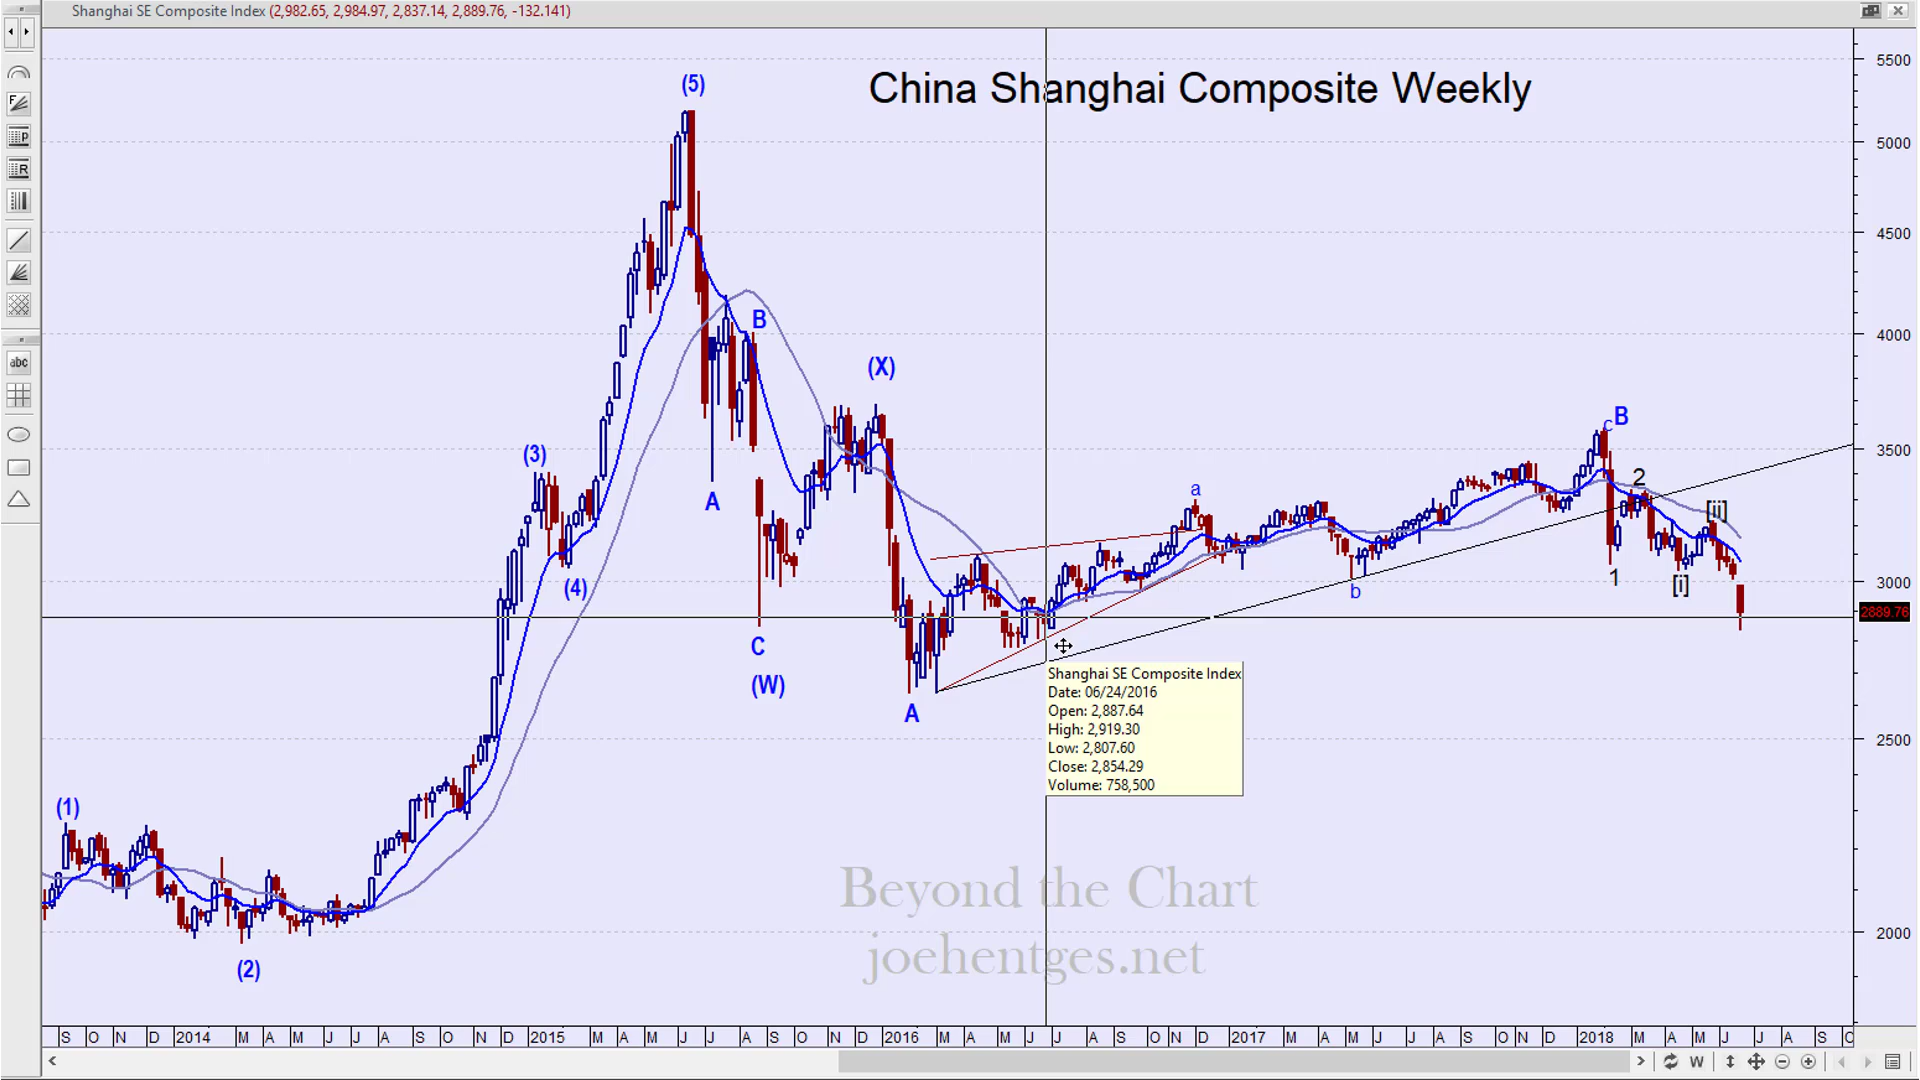 Shanghai SE Composite Index (2,982.65, 2,984.97, 2,837.14, 2,889.76, -132.141)
China Shanghai Composite Weekly
5500
5000
4500
4000
3500
3000
2889.76
2500
2000
(5)
B
(X)
(3)
A
(4)
C
(W)
A
a
b
cB
2
1
[i]
[ii]
(1)
(2)
Shanghai SE Composite Index
Date: 06/24/2016
Open: 2,887.64
High: 2,919.30
Low: 2,807.60
Close: 2,854.29
Volume: 758,500
Beyond the Chart
joehentges.net
S O N D 2014 M A M J J A S O N D 2015 M A M J J A S O N D 2016 M A M J J A S O N D 2017 M A M J J A S O N D 2018 M A M J J A S O
F
P
R
abc
W